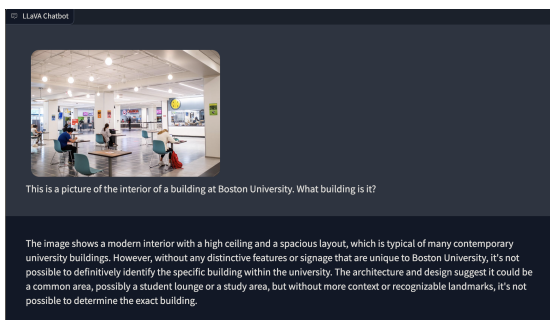 LLaVA Chatbot
This is a picture of the interior of a building at Boston University. What building is it?
The image shows a modern interior with a high ceiling and a spacious layout, which is typical of many contemporary
university buildings. However, without any distinctive features or signage that are unique to Boston University, it's not
possible to definitively identify the specific building within the university. The architecture and design suggest it could be
a common area, possibly a student lounge or a study area, but without more context or recognizable landmarks, it's not
possible to determine the exact building.